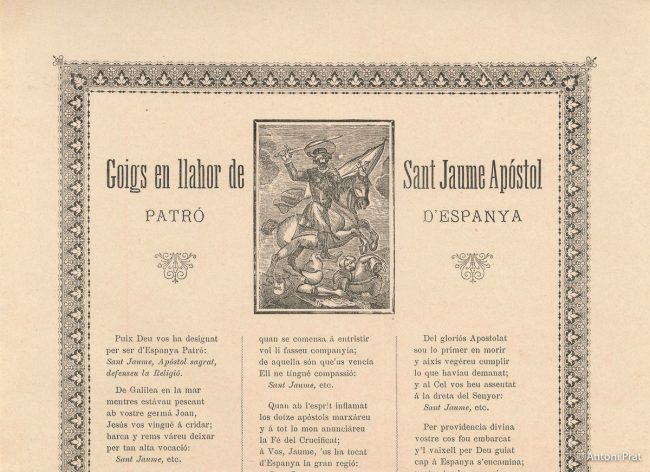 Goigs en llahor de Sant Jaume Apóstol
PATRÓ D'ESPANYA
Puix Deu vos ha designat
per ser d'Espanya Patró:
Sant Jaume, Apóstol sagrat,
defenseu la Religió.
De Galilea en la mar
mentres estávau pescant
ab vostre germá Joan,
Jesús vos vingué á cridar;
barca y rems váreu deixar
per tan alta vocació:
Sant Jaume, etc.
quan se comensa á entristir
vol li fasseu companyia;
de aquella són que'us vencia
Ell ne tingué compassió:
Sant Jaume, etc.
Quan ab l'esprit inflamat
los dotze apóstols marxáreu
y á tot lo mon anunciáreu
la Fé del Crucificat;
à Vos, Jaume, 'us ha tocat
d'Espanya la gran regió:
Del gloriós Apostolat
sou lo primer en morir
y aixis vegéreu cumplir
lo que havíau demanat;
y al Cel vos heu assentat
á la dreta del Senyor:
Sant Jaume, etc.
Per providencia divina
vostre cos fou embarcat
y'l vaixell per Deu guiat
cap á Espanya s'encamina;
© Antoni Prat